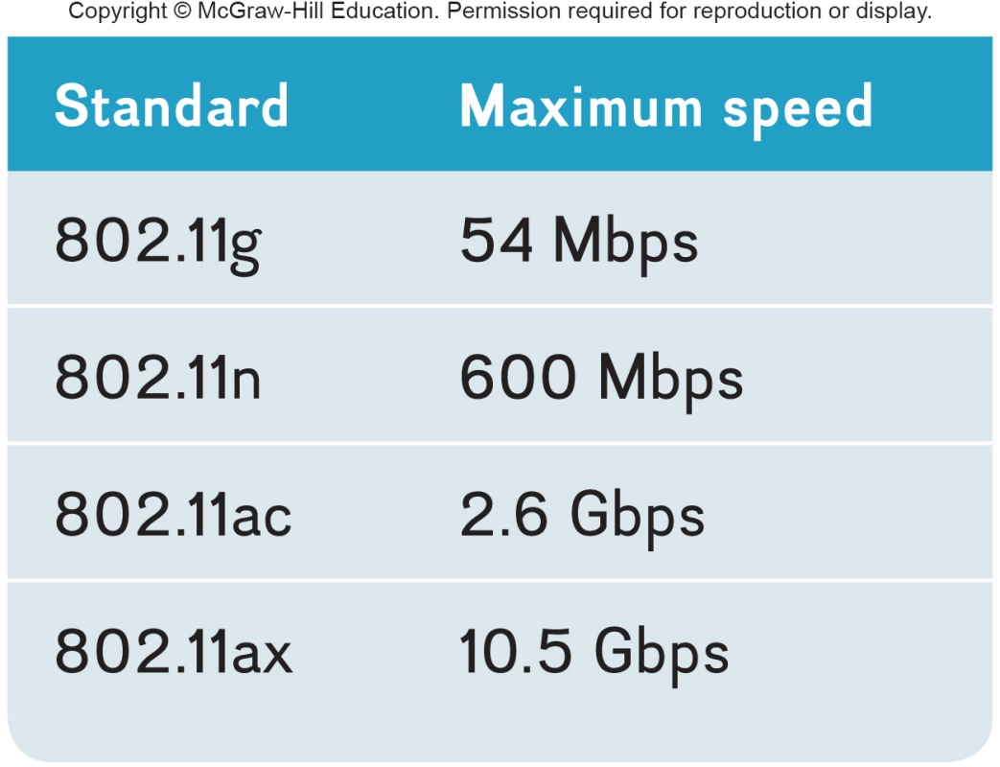 Copyright © McGraw-Hill Education. Permission required for reproduction or display.
Standard Maximum speed
802.11g 54 Mbps
802.11n 600 Mbps
802.11ac 2.6 Gbps
802.11ax 10.5 Gbps